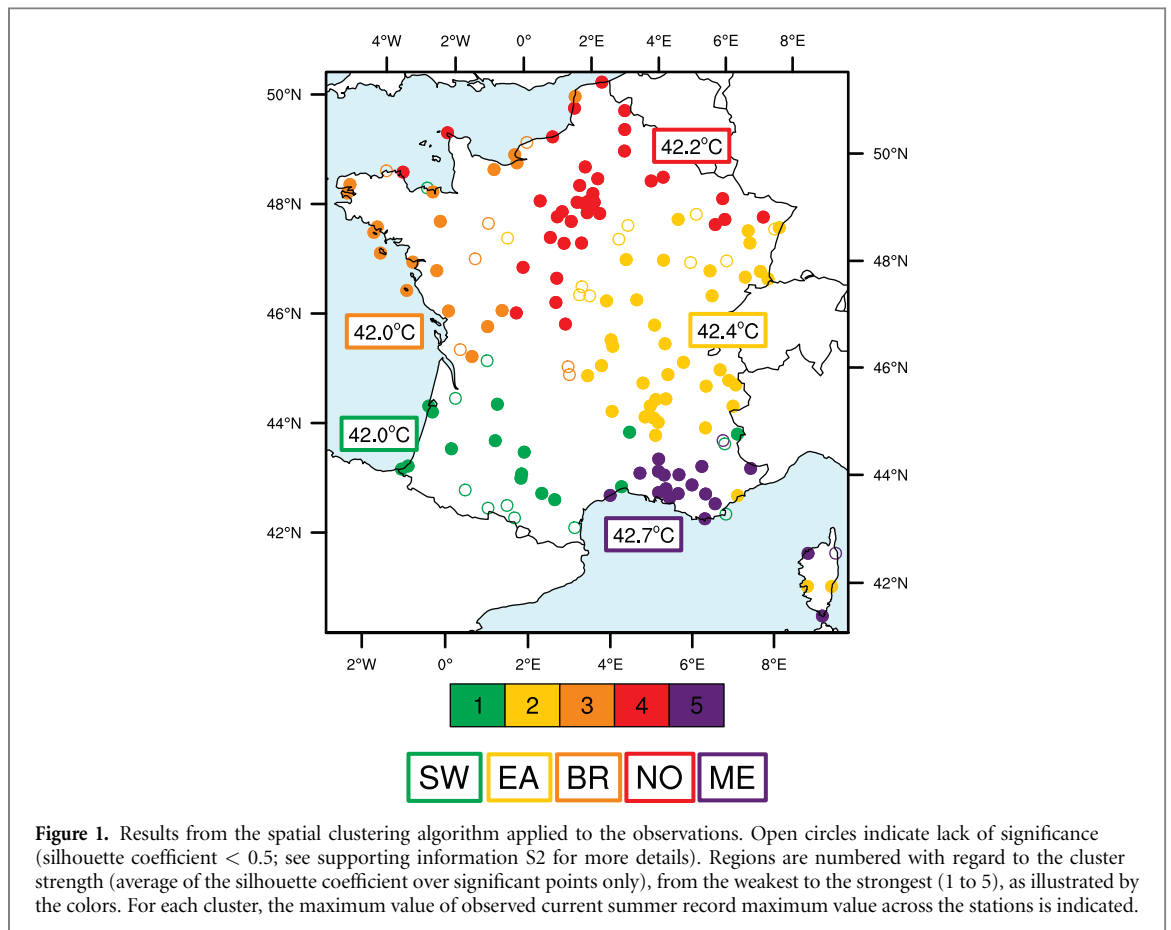 4°W 2°W 0° 2°E 4°E 6°E 8°E
50°N
50°N
42.2°C
48°N
48°N
46°N
42.0°C
42.4°C
46°N
44°N
42.0°C
44°N
42.7°C
42°N
42°N
2°W 0° 2°E 4°E 6°E 8°E
1 2 3 4 5
SW EA BR NO ME
Figure 1. Results from the spatial clustering algorithm applied to the observations. Open circles indicate lack of significance
(silhouette coefficient < 0.5; see supporting information S2 for more details). Regions are numbered with regard to the cluster
strength (average of the silhouette coefficient over significant points only), from the weakest to the strongest (1 to 5), as illustrated by
the colors. For each cluster, the maximum value of observed current summer record maximum value across the stations is indicated.